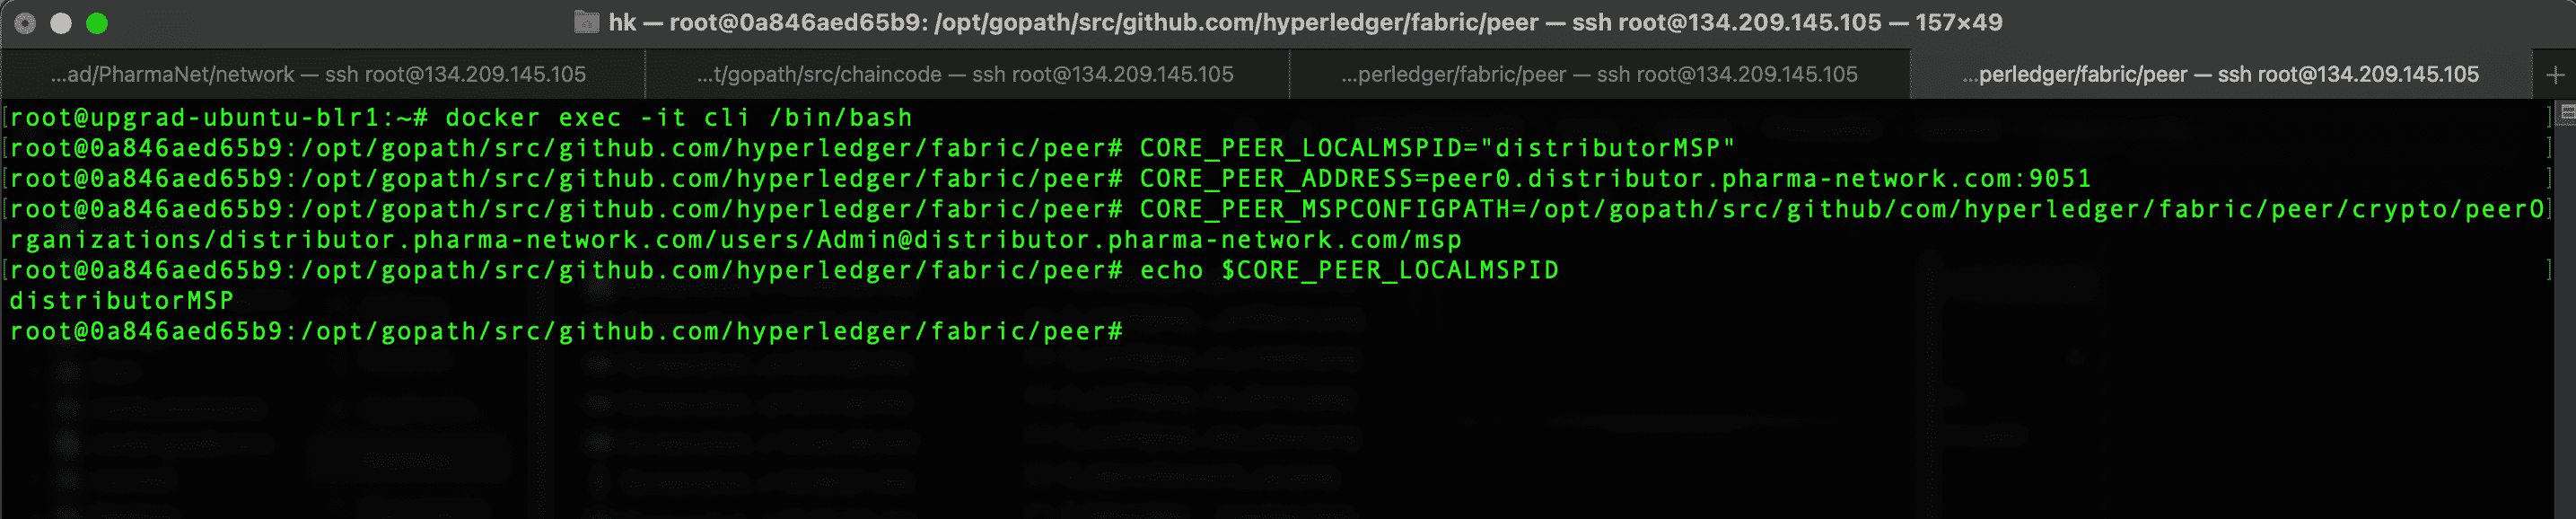 hk — root@0a846aed65b9: /opt/gopath/src/github.com/hyperledger/fabric/peer — ssh root@134.209.145.105 — 157×49
...ad/PharmaNet/network — ssh root@134.209.145.105
...t/gopath/src/chaincode — ssh root@134.209.145.105
...perledger/fabric/peer — ssh root@134.209.145.105
...perledger/fabric/peer — ssh root@134.209.145.105
[root@upgrad-ubuntu-blr1:~# docker exec -it cli /bin/bash ]
[root@0a846aed65b9:/opt/gopath/src/github.com/hyperledger/fabric/peer# CORE_PEER_LOCALMSPID="distributorMSP" ]
[root@0a846aed65b9:/opt/gopath/src/github.com/hyperledger/fabric/peer# CORE_PEER_ADDRESS=peer0.distributor.pharma-network.com:9051 ]
[root@0a846aed65b9:/opt/gopath/src/github.com/hyperledger/fabric/peer# CORE_PEER_MSPCONFIGPATH=/opt/gopath/src/github/com/hyperledger/fabric/peer/crypto/peerO]
rganizations/distributor.pharma-network.com/users/Admin@distributor.pharma-network.com/msp
[root@0a846aed65b9:/opt/gopath/src/github.com/hyperledger/fabric/peer# echo $CORE_PEER_LOCALMSPID ]
distributorMSP
root@0a846aed65b9:/opt/gopath/src/github.com/hyperledger/fabric/peer#